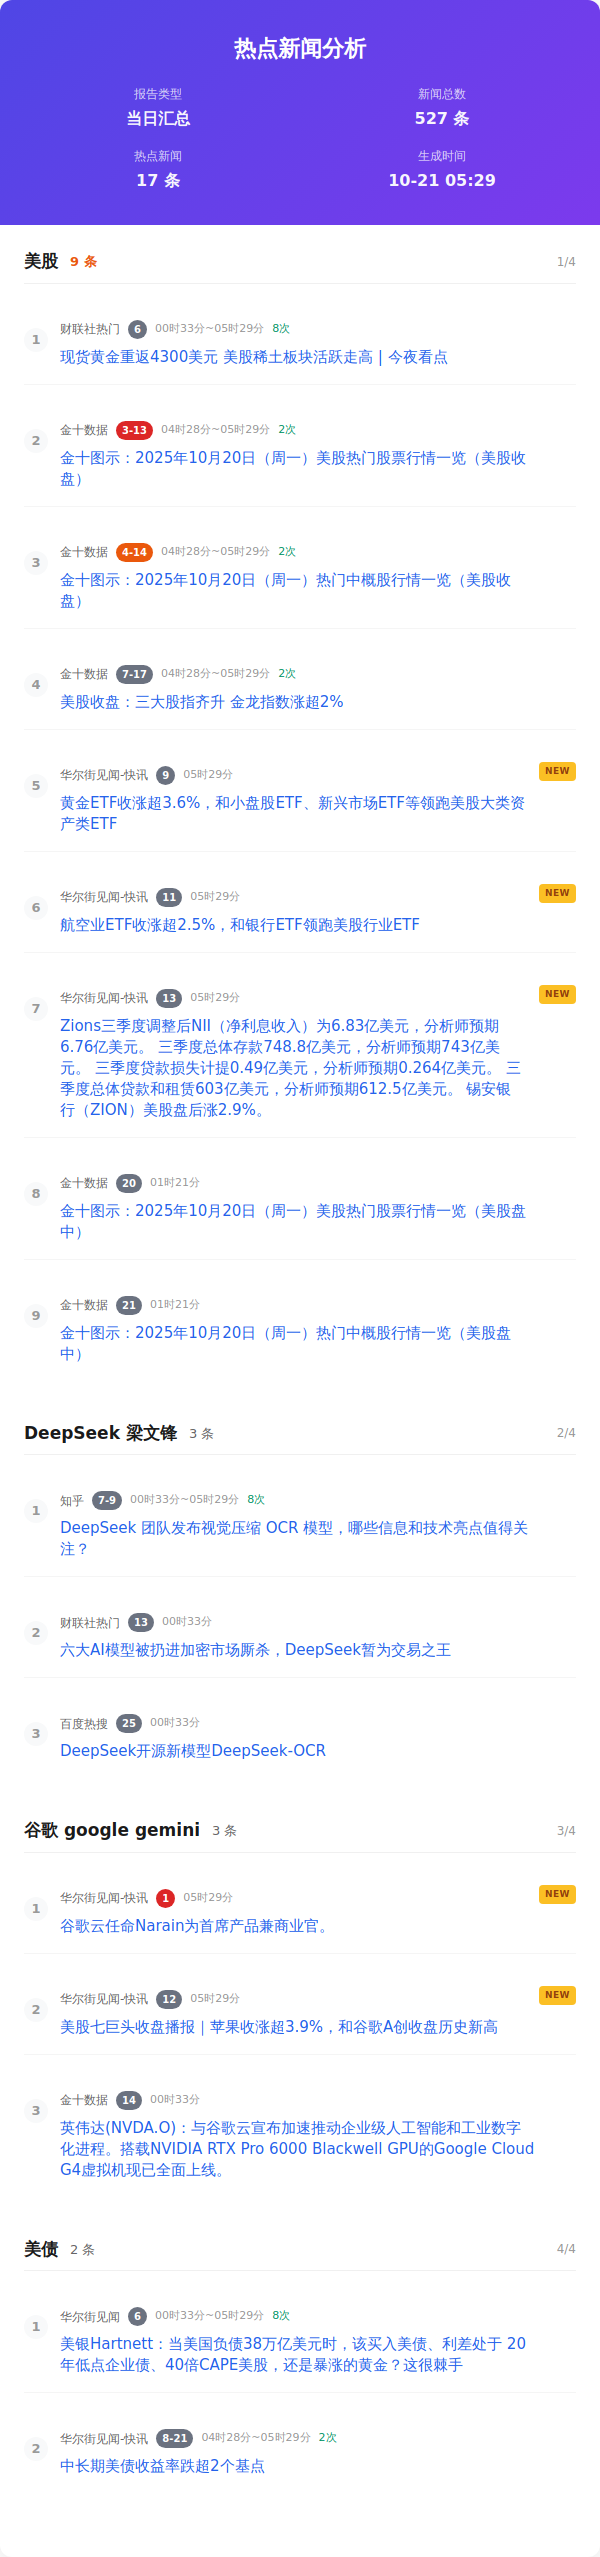 热点新闻分析
报告类型
新闻总数
当日汇总
527 条
热点新闻
生成时间
17 条
10-21 05:29
美股 9 条 1/4
1
财联社热门 6 00时33分~05时29分 8次
现货黄金重返4300美元 美股稀土板块活跃走高 | 今夜看点
2
金十数据 3-13 04时28分~05时29分 2次
金十图示：2025年10月20日（周一）美股热门股票行情一览（美股收
盘）
3
金十数据 4-14 04时28分~05时29分 2次
金十图示：2025年10月20日（周一）热门中概股行情一览（美股收
盘）
4
金十数据 7-17 04时28分~05时29分 2次
美股收盘：三大股指齐升 金龙指数涨超2%
5
华尔街见闻-快讯 9 05时29分 NEW
黄金ETF收涨超3.6%，和小盘股ETF、新兴市场ETF等领跑美股大类资
产类ETF
6
华尔街见闻-快讯 11 05时29分 NEW
航空业ETF收涨超2.5%，和银行ETF领跑美股行业ETF
7
华尔街见闻-快讯 13 05时29分 NEW
Zions三季度调整后NII（净利息收入）为6.83亿美元，分析师预期
6.76亿美元。 三季度总体存款748.8亿美元，分析师预期743亿美
元。 三季度贷款损失计提0.49亿美元，分析师预期0.264亿美元。 三
季度总体贷款和租赁603亿美元，分析师预期612.5亿美元。 锡安银
行（ZION）美股盘后涨2.9%。
8
金十数据 20 01时21分
金十图示：2025年10月20日（周一）美股热门股票行情一览（美股盘
中）
9
金十数据 21 01时21分
金十图示：2025年10月20日（周一）热门中概股行情一览（美股盘
中）
DeepSeek 梁文锋 3 条 2/4
1
知乎 7-9 00时33分~05时29分 8次
DeepSeek 团队发布视觉压缩 OCR 模型，哪些信息和技术亮点值得关
注？
2
财联社热门 13 00时33分
六大AI模型被扔进加密市场厮杀，DeepSeek暂为交易之王
3
百度热搜 25 00时33分
DeepSeek开源新模型DeepSeek-OCR
谷歌 google gemini 3 条 3/4
1
华尔街见闻-快讯 1 05时29分 NEW
谷歌云任命Narain为首席产品兼商业官。
2
华尔街见闻-快讯 12 05时29分 NEW
美股七巨头收盘播报｜苹果收涨超3.9%，和谷歌A创收盘历史新高
3
金十数据 14 00时33分
英伟达(NVDA.O)：与谷歌云宣布加速推动企业级人工智能和工业数字
化进程。搭载NVIDIA RTX Pro 6000 Blackwell GPU的Google Cloud
G4虚拟机现已全面上线。
美债 2 条 4/4
1
华尔街见闻 6 00时33分~05时29分 8次
美银Hartnett：当美国负债38万亿美元时，该买入美债、利差处于 20
年低点企业债、40倍CAPE美股，还是暴涨的黄金？这很棘手
2
华尔街见闻-快讯 8-21 04时28分~05时29分 2次
中长期美债收益率跌超2个基点